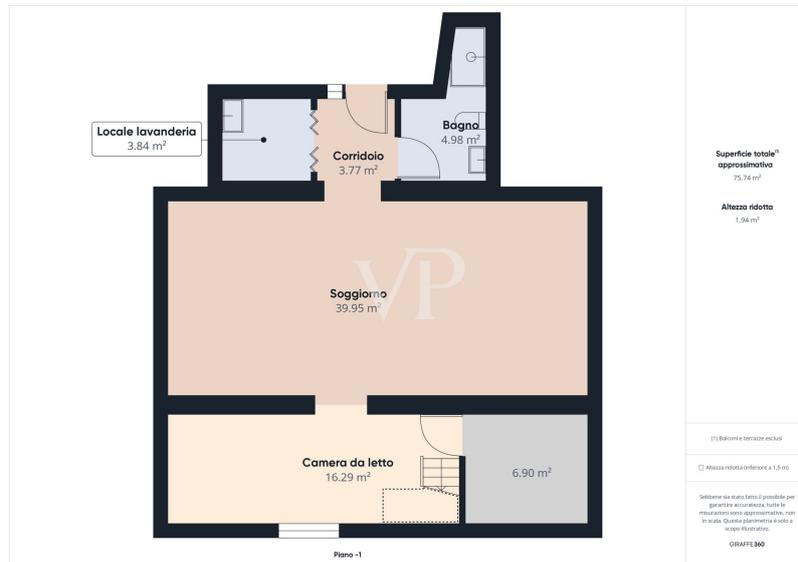 Locale lavanderia
3.84 m²
Bagno
4.98 m²
Corridoio
3.77 m²
Soggiorno
39.95 m²
VP
Camera da letto
16.29 m²
6.90 m²
Piano -1
Superficie totale⁽¹⁾
approssimativa
75.74 m²
Altezza ridotta
1.94 m²
(1) Balconi e terrazze esclusi
Altezza ridotta (inferiore a 1,5 m)
Sebbene sia stato fatto il possibile per
garantire accuratezza, tutte le
misurazioni sono approssimative, non
in scala. Questa planimetria è solo a
scopo illustrativo.
GIRAFFE360